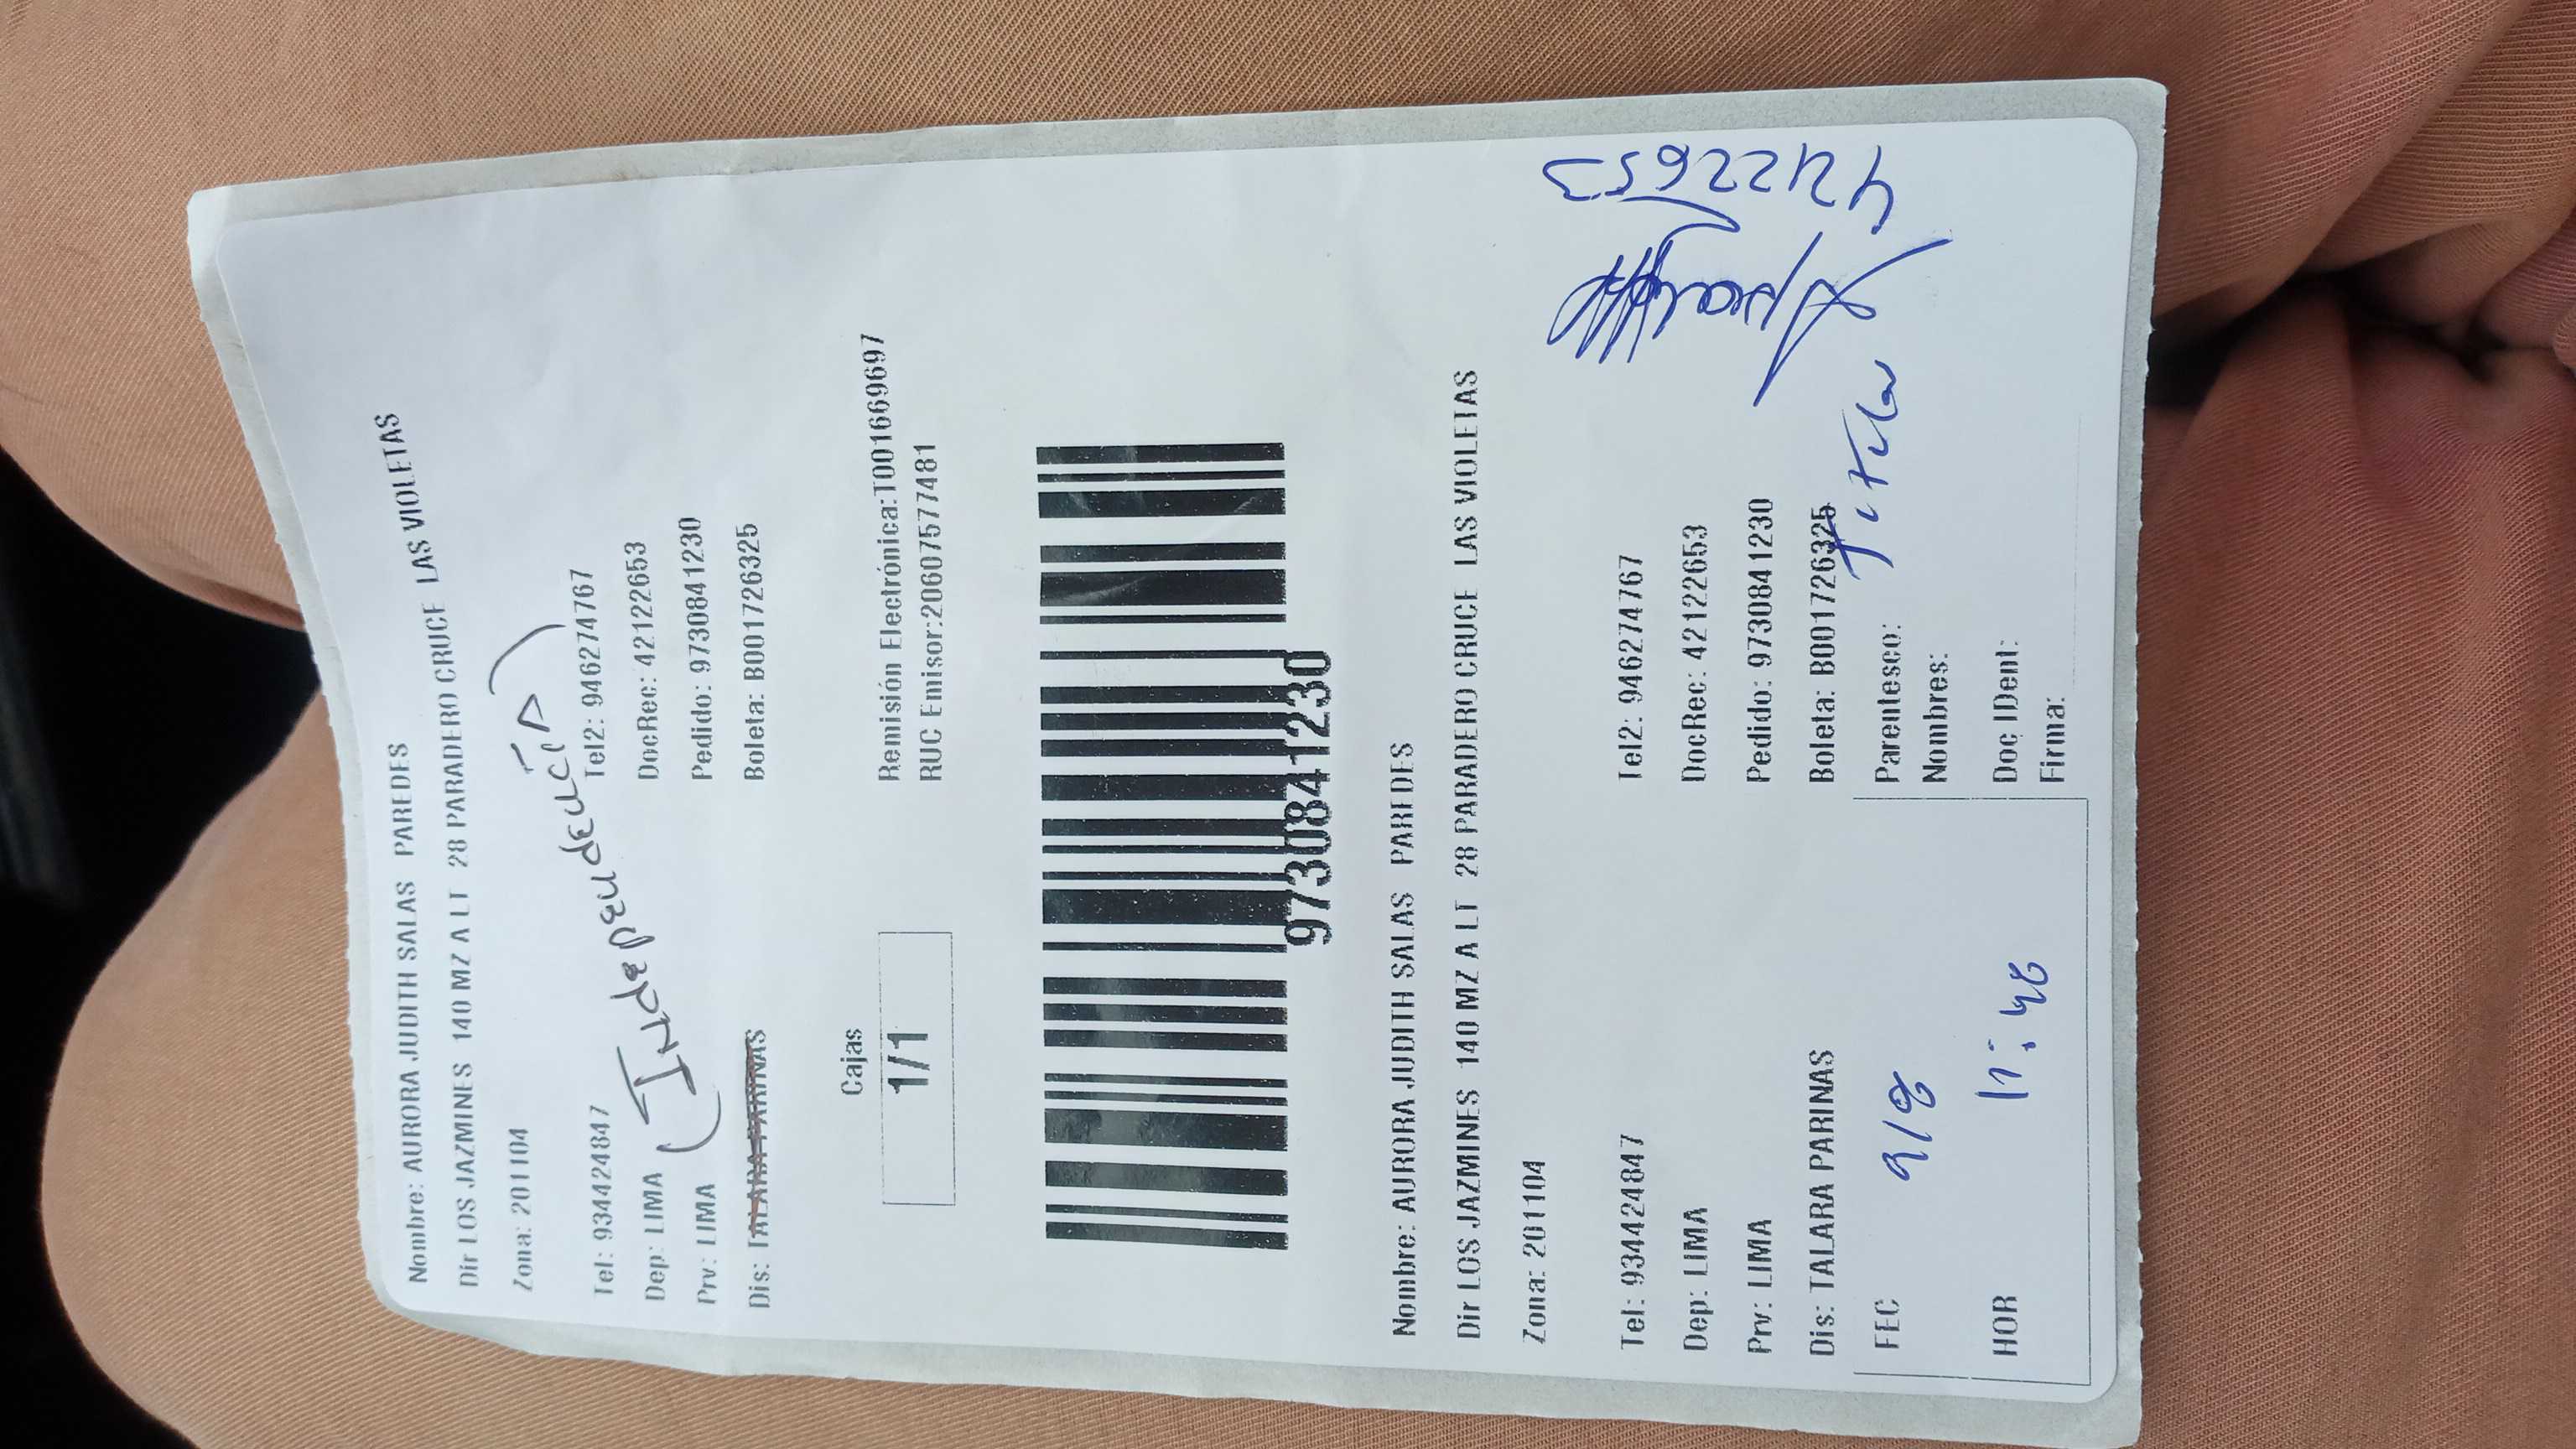 Nombre: AURORA JUDITH SALAS PAREDES
Dir LOS JAZMINES 140 MZ A LT 28 PARADERO CRUCE LAS VIOLETAS
Zona: 201104
(INdepENdENCIA)
Tel: 934424847 Tel2: 946274767
Dep: LIMA DocRec: 42122653
Prv: LIMA Pedido: 9730841230
Dis: TALARA PARINAS Boleta: B001726325
Cajas
1/1
Remisión Electrónica:T001669697
RUC Emisor:20607577481
9730841230
Nombre: AURORA JUDITH SALAS PAREDES
Dir LOS JAZMINES 140 MZ A LT 28 PARADERO CRUCE LAS VIOLETAS
Zona: 201104
Tel: 934424847 Tel2: 946274767
Dep: LIMA DocRec: 42122653
Prv: LIMA Pedido: 9730841230
Dis: TALARA PARINAS Boleta: B001726325
FEC 9/8 Parentesco: Titular
Nombres:
HOR 11:48 Doc IDent:
Firma:
42122653